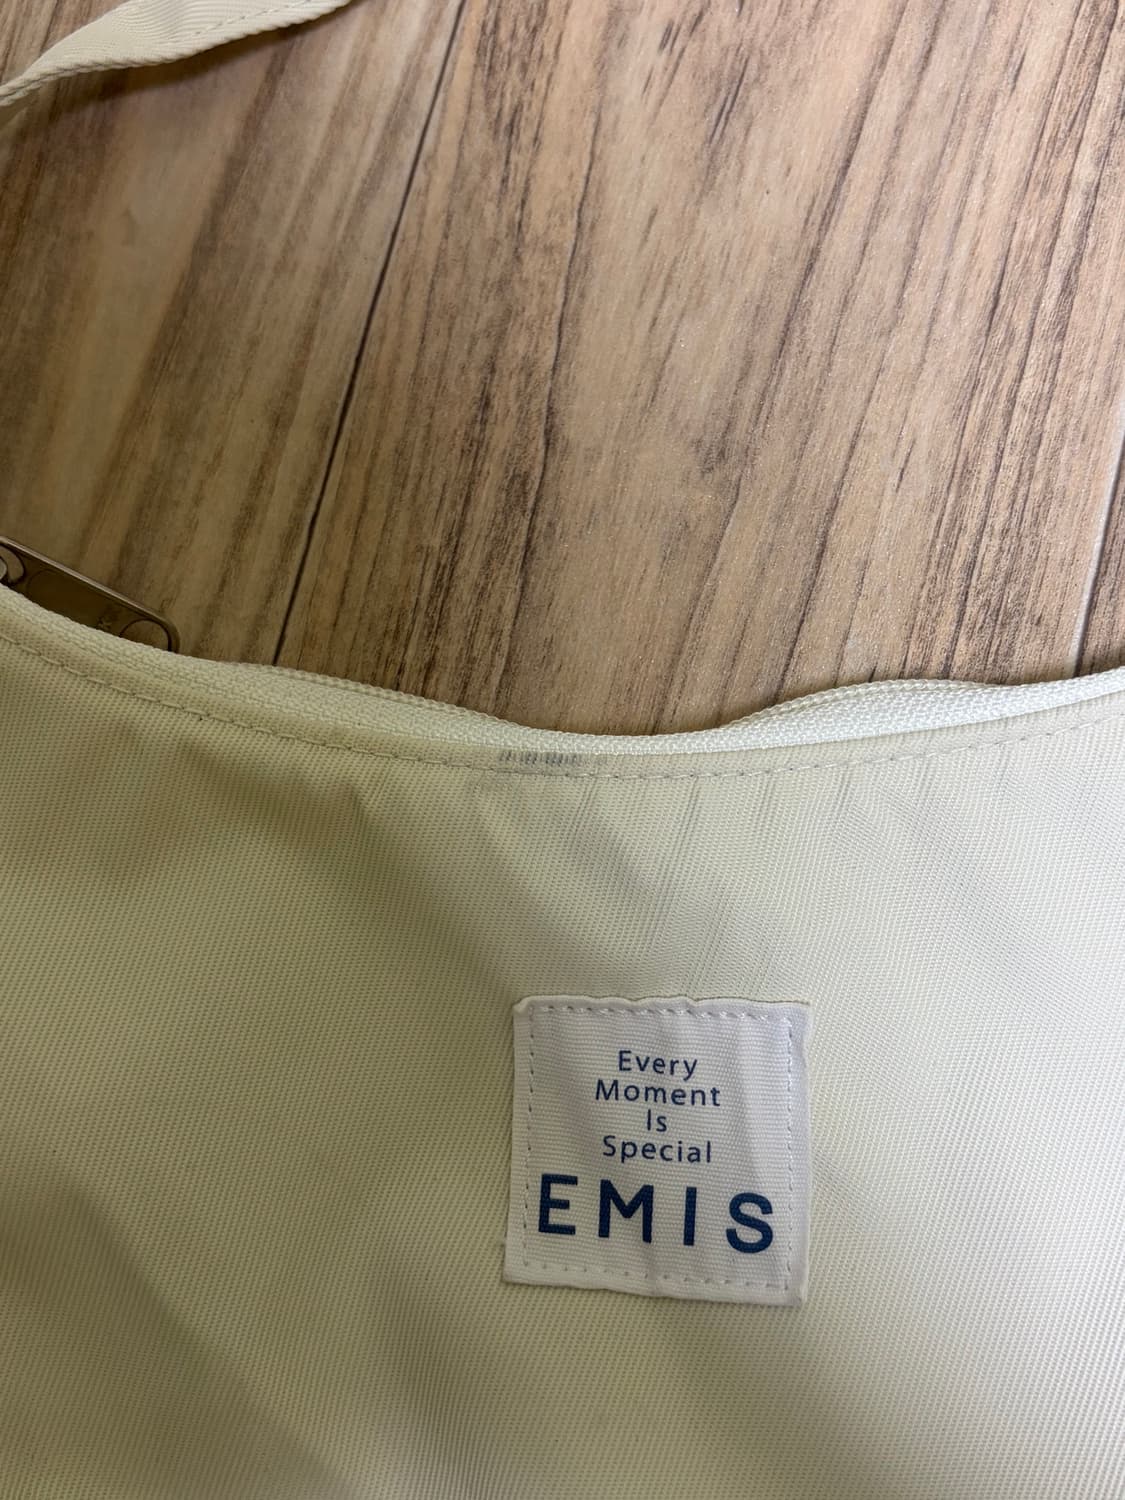 Every
Moment
Is
Special
EMIS